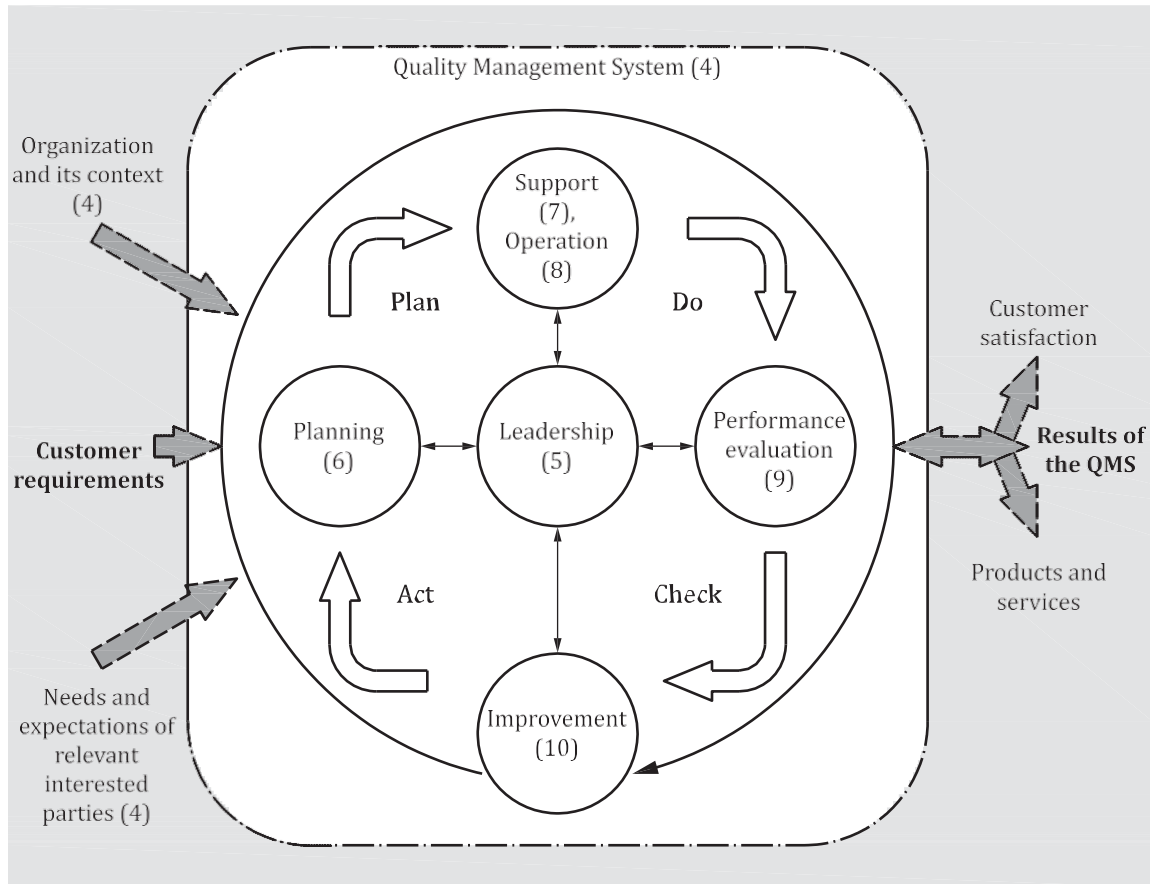 Quality Management System (4)
Organization
and its context
(4)
Support
(7),
Operation
(8)
Plan
Do
Customer
satisfaction
Planning
(6)
Leadership
(5)
Performance
evaluation
(9)
Customer
requirements
Results of
the QMS
Act
Check
Products and
services
Needs and
expectations of
relevant
interested
parties (4)
Improvement
(10)